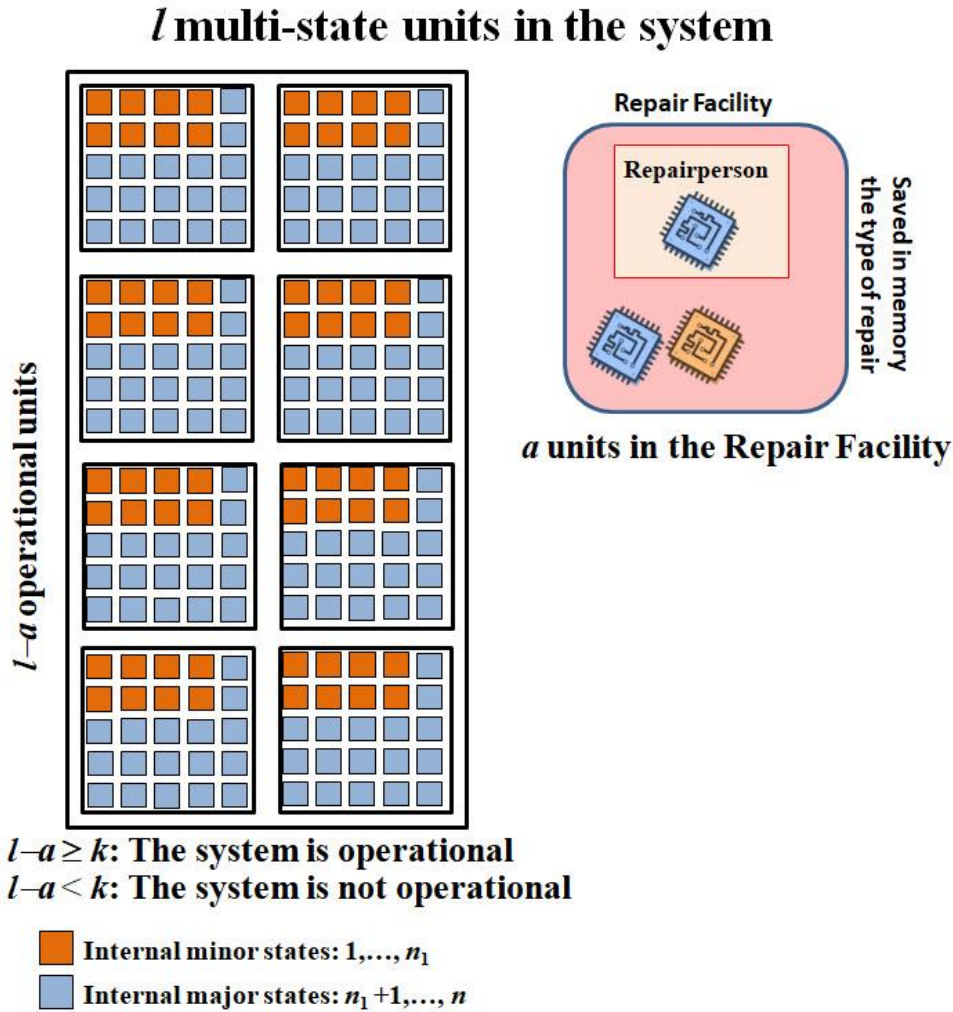 l multi-state units in the system
Repair Facility
Repairperson
Saved in memory
the type of repair
a units in the Repair Facility
l–a operational units
l–a ≥ k: The system is operational
l–a < k: The system is not operational
Internal minor states: 1,…, n₁
Internal major states: n₁ +1,…, n